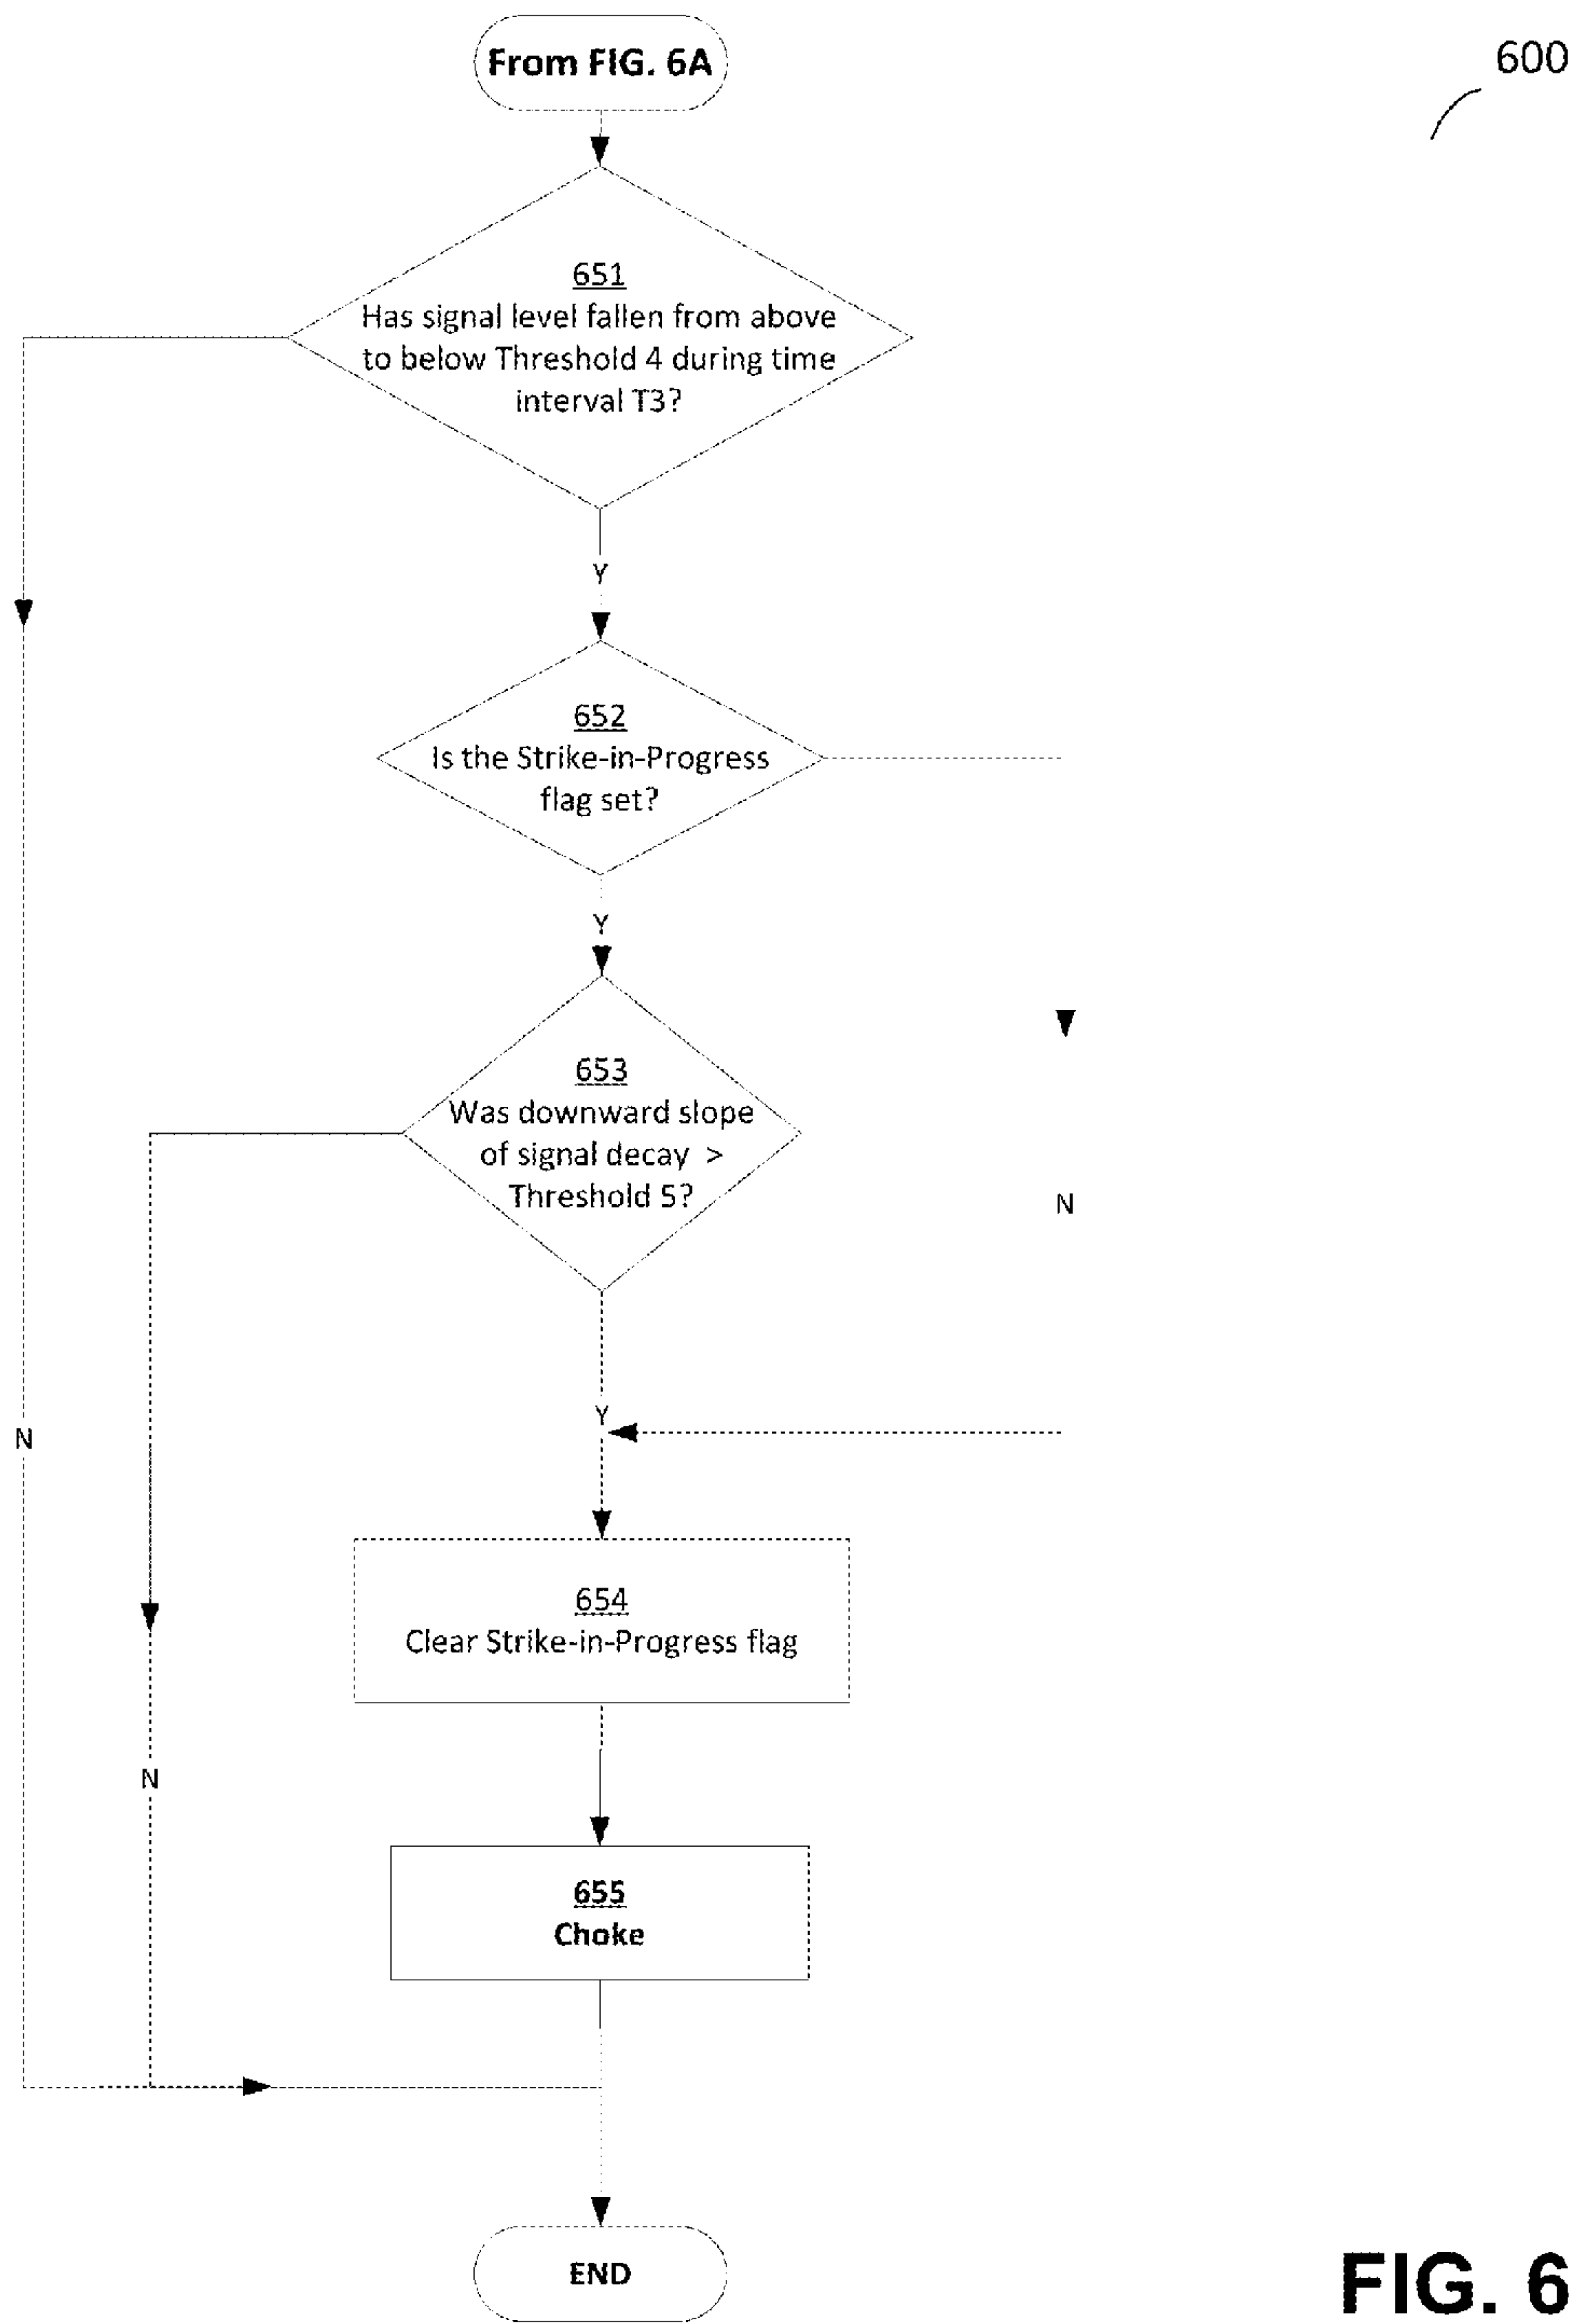 From FIG. 6A
600
651
Has signal level fallen from above
to below Threshold 4 during time
interval T3?
Y
652
Is the Strike-in-Progress
flag set?
Y
653
Was downward slope
of signal decay >
Threshold 5?
N
Y
N
654
Clear Strike-in-Progress flag
N
655
Choke
END
FIG. 6